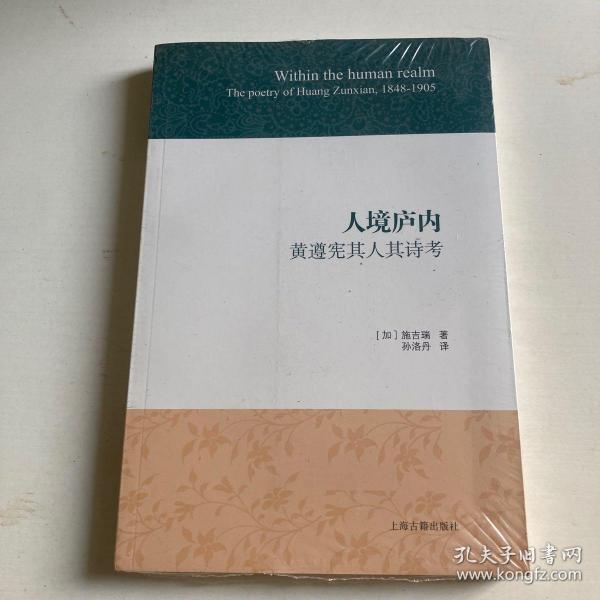 Within the human realm
The poetry of Huang Zunxian, 1848-1905
人境庐内
黄遵宪其人其诗考
［加］施吉瑞 著
孙洛丹 译
上海古籍出版社
孔夫子旧書网
www.kongfz.com